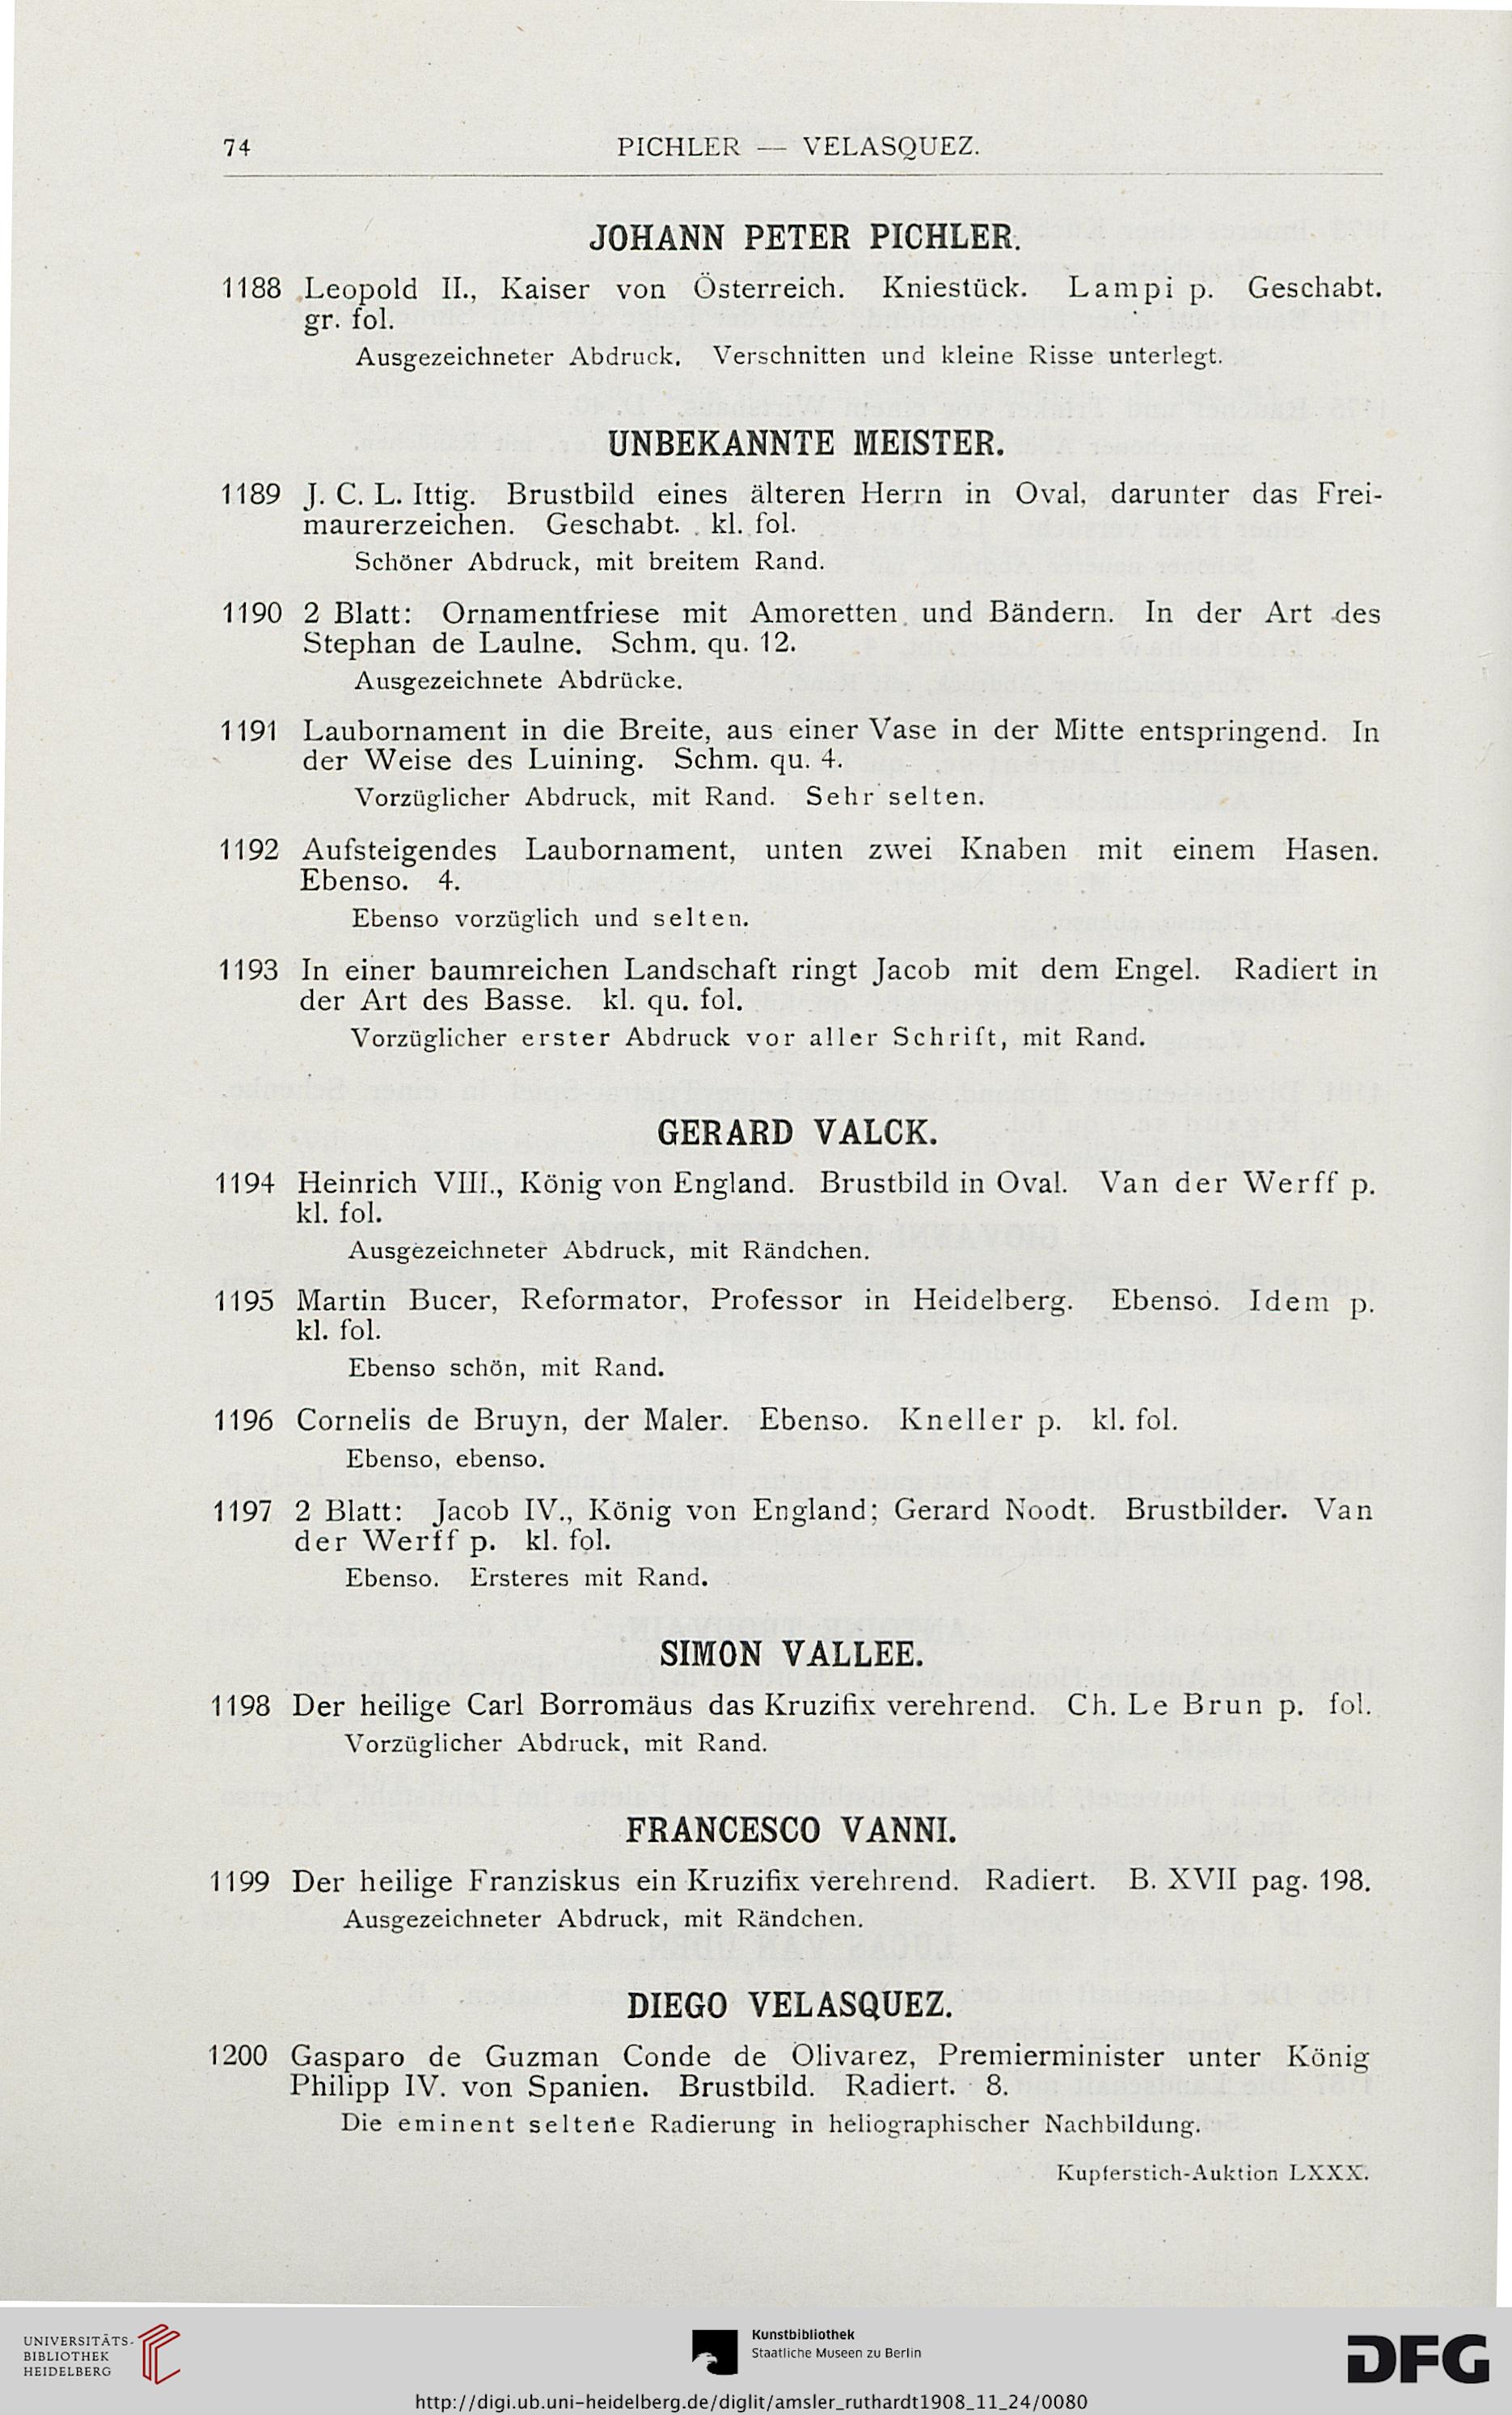 74
PICHLER — VELASQUEZ.
JOHANN PETER PICHLER.
1188 Leopold II., Kaiser von Österreich. Kniestück. Lampi p. Geschabt.
gr. fol.
Ausgezeichneter Abdruck. Verschnitten und kleine Risse unterlegt.
UNBEKANNTE MEISTER.
1189 J. C. L. Ittig. Brustbild eines älteren Herrn in Oval, darunter das Frei-
maurerzeichen. Geschabt. kl. fol.
Schöner Abdruck, mit breitem Rand.
1190 2 Blatt: Ornamentfriese mit Amoretten und Bändern. In der Art des
Stephan de Laulne. Schm. qu. 12.
Ausgezeichnete Abdrücke.
1191 Laubornament in die Breite, aus einer Vase in der Mitte entspringend. In
der Weise des Luining. Schm. qu. 4.
Vorzüglicher Abdruck, mit Rand. Sehr selten.
1192 Aufsteigendes Laubornament, unten zwei Knaben mit einem Hasen.
Ebenso. 4.
Ebenso vorzüglich und selten.
1193 In einer baumreichen Landschaft ringt Jacob mit dem Engel. Radiert in
der Art des Basse. kl. qu. fol.
Vorzüglicher erster Abdruck vor aller Schrift, mit Rand.
GERARD VALCK.
1194 Heinrich VIII., König von England. Brustbild in Oval. Van der Werff p.
kl. fol.
Ausgezeichneter Abdruck, mit Rändchen.
1195 Martin Bucer, Reformator, Professor in Heidelberg. Ebenso. Idem p.
kl. fol.
Ebenso schön, mit Rand.
1196 Cornelis de Bruyn, der Maler. Ebenso. Kneller p. kl. fol.
Ebenso, ebenso.
1197 2 Blatt: Jacob IV., König von England; Gerard Noodt. Brustbilder. Van
der Werff p. kl. fol.
Ebenso. Ersteres mit Rand.
SIMON VALLEE.
1198 Der heilige Carl Borromäus das Kruzifix verehrend. Ch. Le Brun p. fol.
Vorzüglicher Abdruck, mit Rand.
FRANCESCO VANNI.
1199 Der heilige Franziskus ein Kruzifix verehrend. Radiert. B. XVII pag. 198.
Ausgezeichneter Abdruck, mit Rändchen.
DIEGO VELASQUEZ.
1200 Gasparo de Guzman Conde de Olivarez, Premierminister unter König
Philipp IV. von Spanien. Brustbild. Radiert. 8.
Die eminent seltene Radierung in heliographischer Nachbildung.
Kupferstich-Auktion LXXX.
UNIVERSITÄTS-
BIBLIOTHEK
HEIDELBERG
Kunstbibliothek
Staatliche Museen zu Berlin
DFG
http://digi.ub.uni-heidelberg.de/diglit/amsler_ruthardt1908_11_24/0080